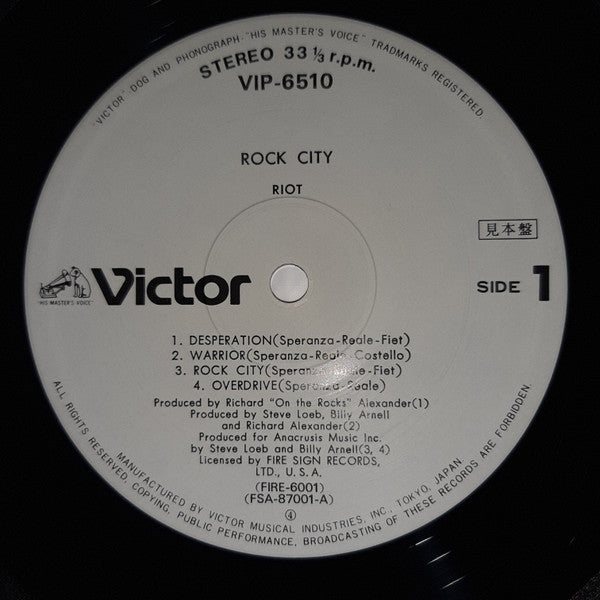 "VICTOR" DOG AND PHONOGRAPH·"HIS MASTER'S VOICE" TRADMARKS REGISTERED
STEREO 33 ⅓ r.p.m.
VIP-6510
ROCK CITY
RIOT
見本盤
"HIS MASTER'S VOICE"
Victor
SIDE 1
1. DESPERATION(Speranza-Reale-Fiet)
2. WARRIOR(Speranza-Reale-Costello)
3. ROCK CITY(Speranza-Reale-Fiet)
4. OVERDRIVE(Speranza-Reale)
Produced by Richard "On the Rocks" Alexander(1)
Produced by Steve Loeb, Billy Arnell
and Richard Alexander(2)
Produced for Anacrusis Music Inc.
by Steve Loeb and Billy Arnell(3, 4)
Licensed by FIRE SIGN RECORDS,
LTD., U. S. A.
(FIRE-6001)
(FSA-87001-A)
④
MANUFACTURED BY VICTOR MUSICAL INDUSTRIES, INC., TOKYO, JAPAN.
ALL RIGHTS RESERVED, COPYING, PUBLIC PERFORMANCE, BROADCASTING OF THESE RECORDS ARE FORBIDDEN.